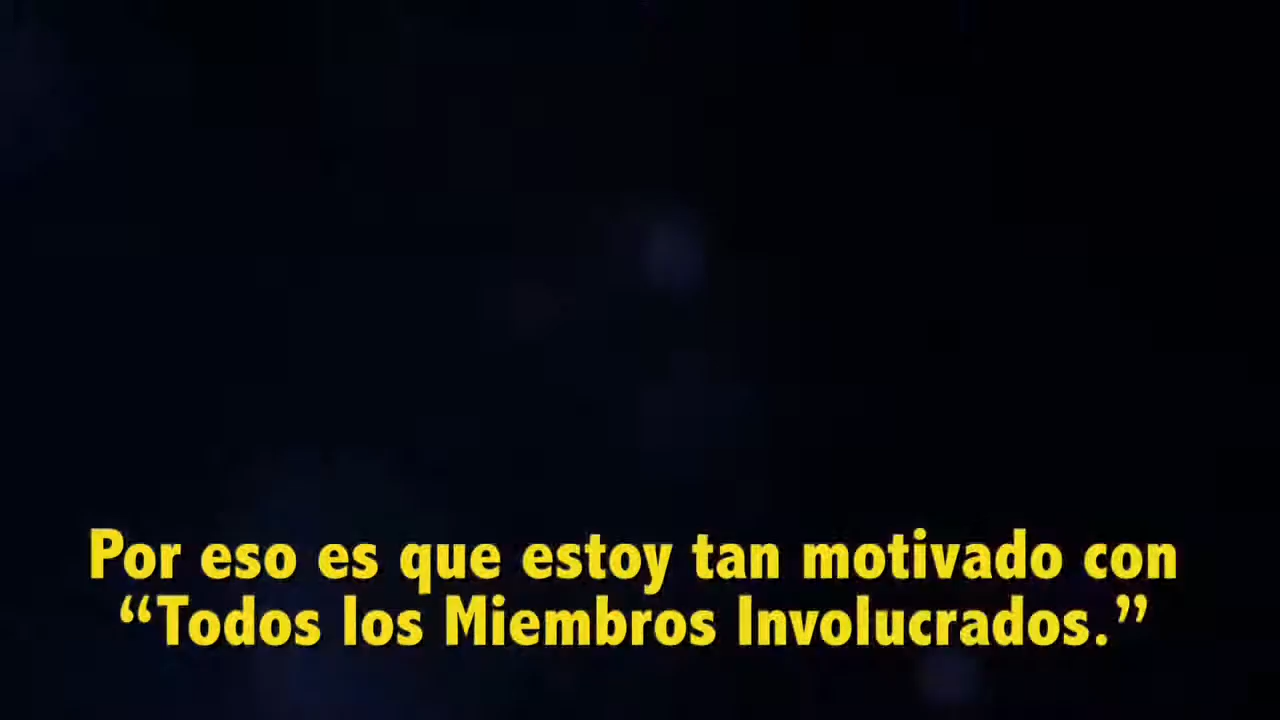 Por eso es que estoy tan motivado con
“Todos los Miembros Involucrados.”